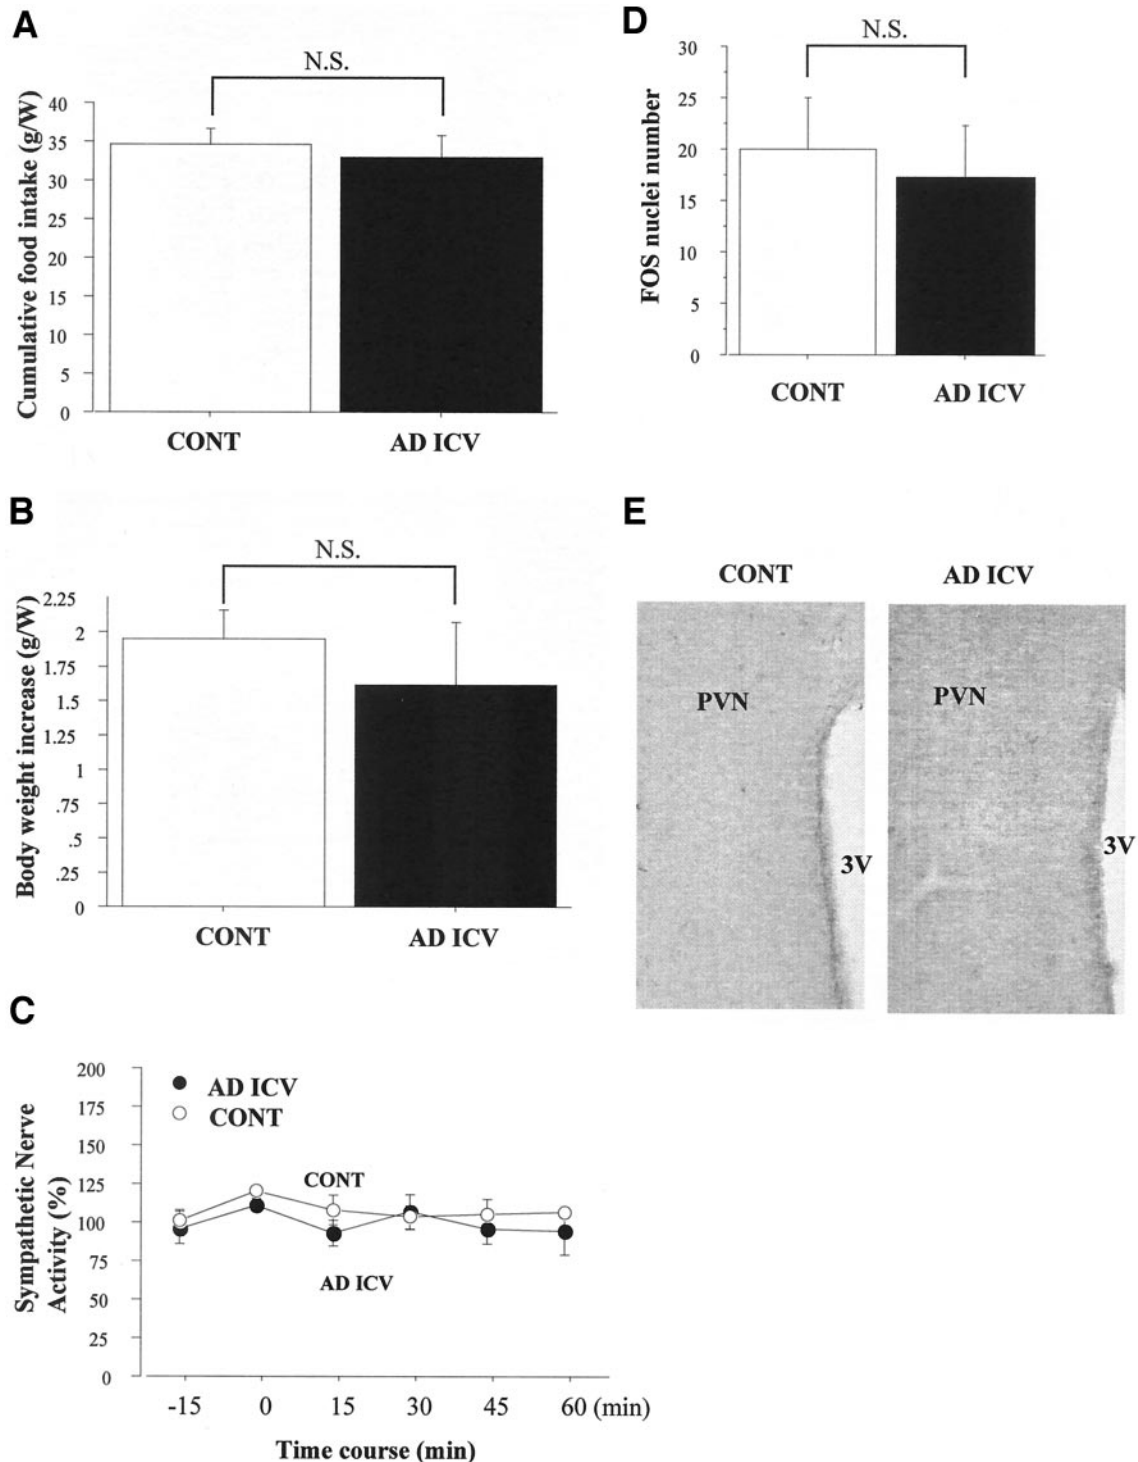 A
N.S.
Cumulative food intake (g/W)
40
35
30
25
20
15
10
5
0
CONT
AD ICV
B
N.S.
Body weight increase (g/W)
2.25
2
1.75
1.5
1.25
1
.75
.5
.25
0
CONT
AD ICV
C
Sympathetic Nerve
Activity (%)
200
175
150
125
100
75
50
25
0
AD ICV
CONT
CONT
AD ICV
-15 0 15 30 45 60 (min)
Time course (min)
D
N.S.
FOS nuclei number
30
25
20
15
10
5
0
CONT
AD ICV
E
CONT
AD ICV
PVN
3V
PVN
3V